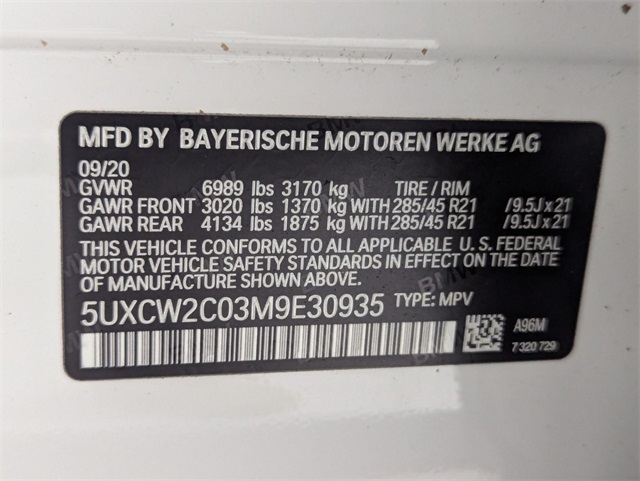 MFD BY BAYERISCHE MOTOREN WERKE AG
09/20
GVWR 6989 lbs 3170 kg TIRE / RIM
GAWR FRONT 3020 lbs 1370 kg WITH 285/45 R21 /9.5J x 21
GAWR REAR 4134 lbs 1875 kg WITH 285/45 R21 /9.5J x 21
THIS VEHICLE CONFORMS TO ALL APPLICABLE U.S. FEDERAL
MOTOR VEHICLE SAFETY STANDARDS IN EFFECT ON THE DATE
OF MANUFACTURE SHOWN ABOVE.
5UXCW2C03M9E30935 TYPE: MPV
A96M
7 320 729